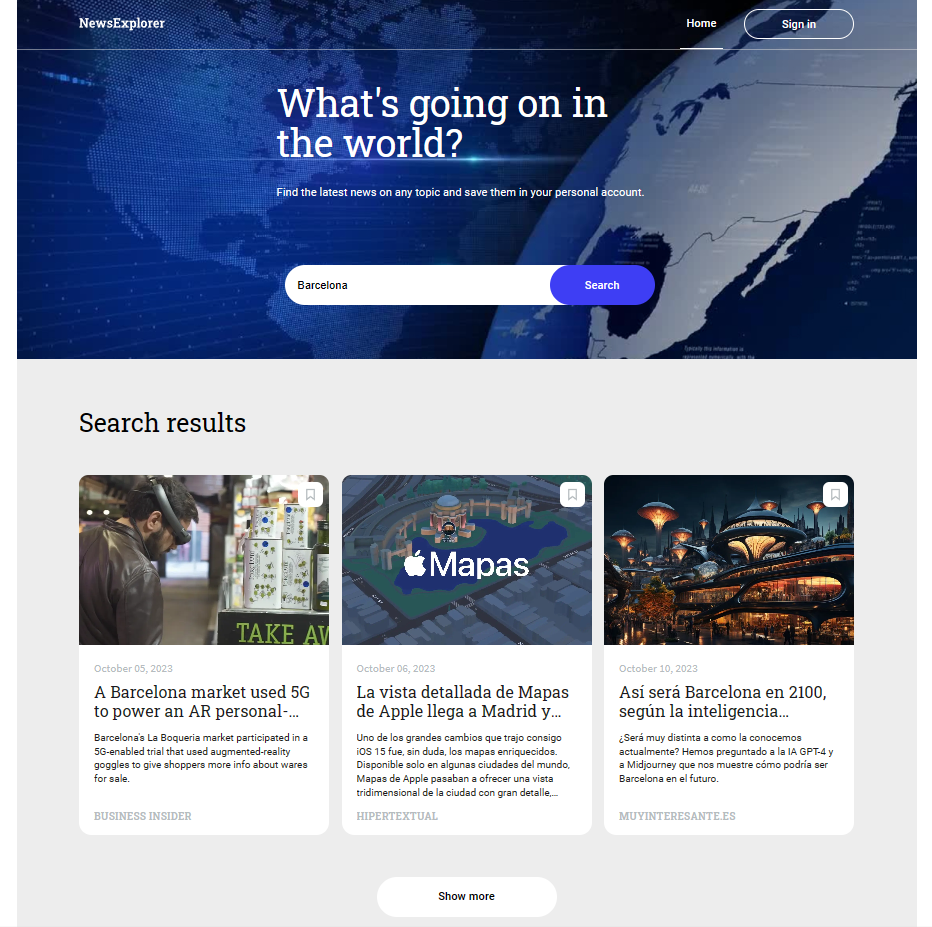 NewsExplorer
Home
Sign in
What's going on in
the world?
Find the latest news on any topic and save them in your personal account.
Barcelona
Search
Search results
TAKE AW
October 05, 2023
A Barcelona market used 5G
to power an AR personal-...
Barcelona's La Boqueria market participated in a
5G-enabled trial that used augmented-reality
goggles to give shoppers more info about wares
for sale.
BUSINESS INSIDER
Mapas
October 06, 2023
La vista detallada de Mapas
de Apple llega a Madrid y...
Uno de los grandes cambios que trajo consigo
iOS 15 fue, sin duda, los mapas enriquecidos.
Disponible solo en algunas ciudades del mundo,
Mapas de Apple pasaban a ofrecer una vista
tridimensional de la ciudad con gran detalle,...
HIPERTEXTUAL
October 10, 2023
Así será Barcelona en 2100,
según la inteligencia...
¿Será muy distinta a como la conocemos
actualmente? Hemos preguntado a la IA GPT-4 y
a Midjourney que nos muestre cómo podría ser
Barcelona en el futuro.
MUYINTERESANTE.ES
Show more